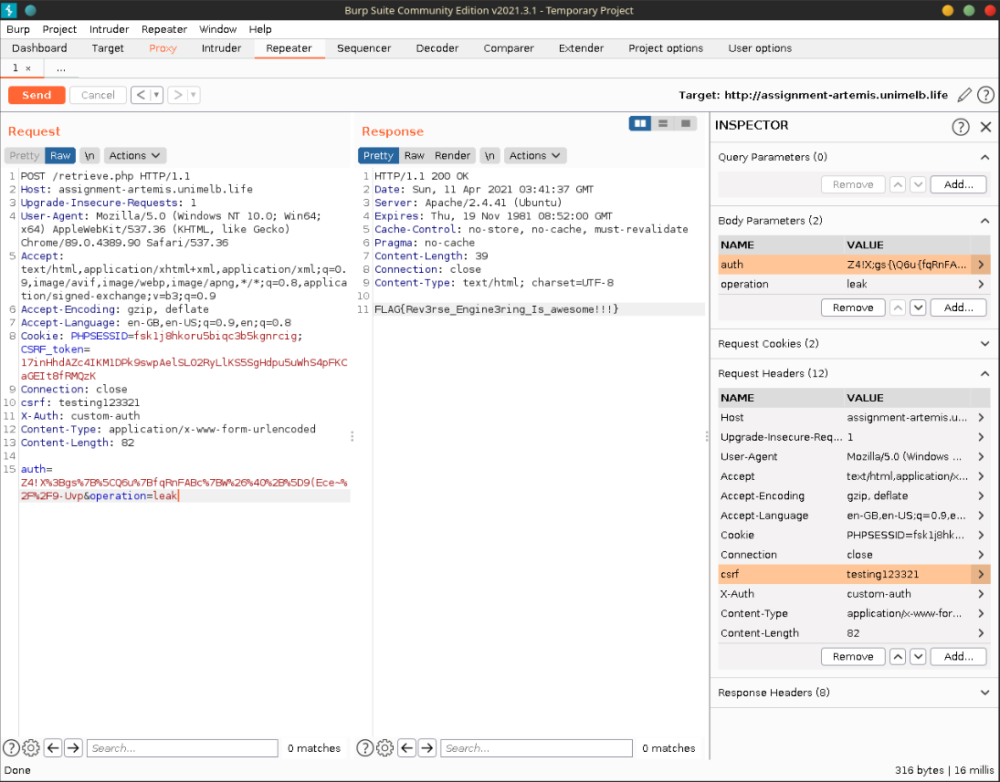 Burp Suite Community Edition v2021.3.1 - Temporary Project
Burp Project Intruder Repeater Window Help
Dashboard Target Proxy Intruder Repeater Sequencer Decoder Comparer Extender Project options User options
1 × ...
Send Cancel < > Target: http://assignment-artemis.unimelb.life ?
Request
Pretty Raw \n Actions
1 POST /retrieve.php HTTP/1.1
2 Host: assignment-artemis.unimelb.life
3 Upgrade-Insecure-Requests: 1
4 User-Agent: Mozilla/5.0 (Windows NT 10.0; Win64;
x64) AppleWebKit/537.36 (KHTML, like Gecko)
Chrome/89.0.4389.90 Safari/537.36
5 Accept:
text/html,application/xhtml+xml,application/xml;q=0.
9,image/avif,image/webp,image/apng,*/*;q=0.8,applica
tion/signed-exchange;v=b3;q=0.9
6 Accept-Encoding: gzip, deflate
7 Accept-Language: en-GB,en-US;q=0.9,en;q=0.8
8 Cookie: PHPSESSID=fsk1j8hkoru5biqc3b5kgnrcig;
CSRF_token=
17inHhdAZc4IKM1DPk9swpAelSL02RyLlKS5SgHdpu5uWhS4pFKC
aGEIt8fRMQzK
9 Connection: close
10 csrf: testing123321
11 X-Auth: custom-auth
12 Content-Type: application/x-www-form-urlencoded
13 Content-Length: 82
14
15 auth=
Z4!X%3Bgs%7B%5CQ6u%7BfqRnFABc%7BW%26%40%2B%5D9(Ece~%
2F%2F9-Uvp&operation=leak
? Search... 0 matches
Response
Pretty Raw Render \n Actions
1 HTTP/1.1 200 OK
2 Date: Sun, 11 Apr 2021 03:41:37 GMT
3 Server: Apache/2.4.41 (Ubuntu)
4 Expires: Thu, 19 Nov 1981 08:52:00 GMT
5 Cache-Control: no-store, no-cache, must-revalidate
6 Pragma: no-cache
7 Content-Length: 39
8 Connection: close
9 Content-Type: text/html; charset=UTF-8
10
11 FLAG{Rev3rse_Engine3ring_Is_awesome!!!}
? Search... 0 matches
INSPECTOR ?
Query Parameters (0)
Remove Add...
Body Parameters (2)
NAME VALUE
auth Z4!X;gs{\Q6u{fqRnFA...
operation leak
Remove Add...
Request Cookies (2)
Request Headers (12)
NAME VALUE
Host assignment-artemis.u...
Upgrade-Insecure-Req... 1
User-Agent Mozilla/5.0 (Windows ...
Accept text/html,application/x...
Accept-Encoding gzip, deflate
Accept-Language en-GB,en-US;q=0.9,e...
Cookie PHPSESSID=fsk1j8hk...
Connection close
csrf testing123321
X-Auth custom-auth
Content-Type application/x-www-for...
Content-Length 82
Remove Add...
Response Headers (8)
Done 316 bytes | 16 millis